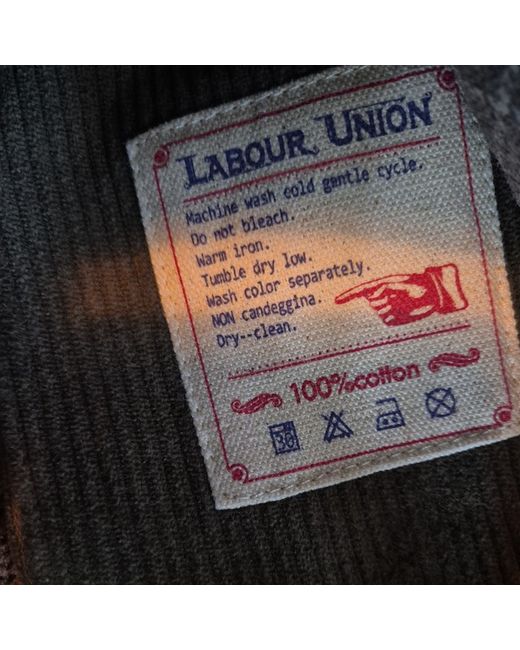 LABOUR UNION
Machine wash cold gentle cycle.
Do not bleach.
Warm iron.
Tumble dry low.
Wash color separately.
NON candeggina.
Dry--clean.
100%cotton
30